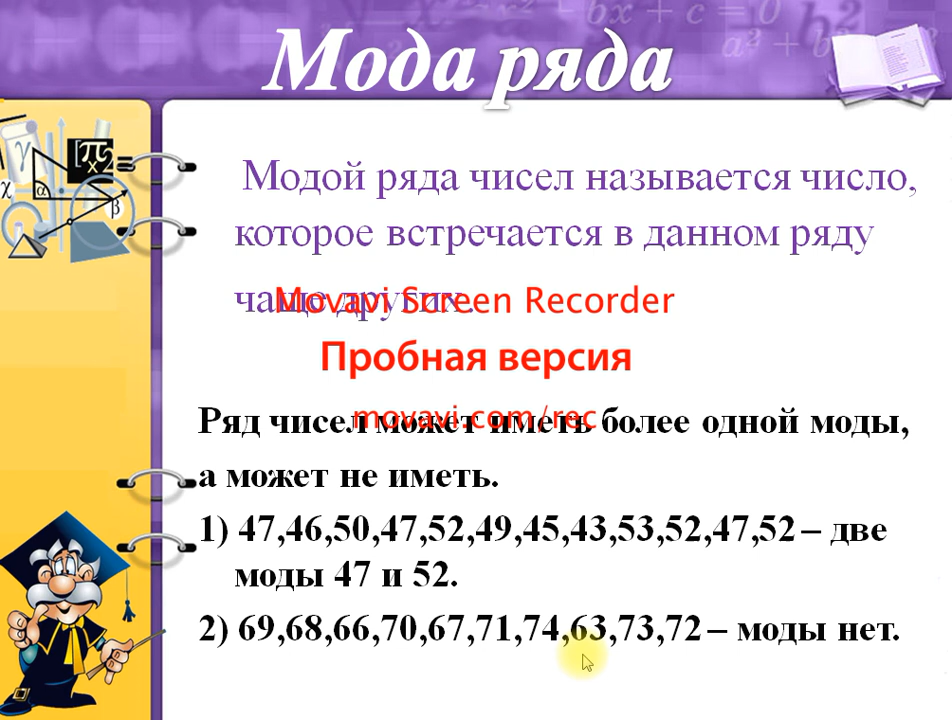 Мода ряда
Модой ряда чисел называется число,
которое встречается в данном ряду
чаще других.
Movavi Screen Recorder
Пробная версия
movavi.com/rec
Ряд чисел может иметь более одной моды,
а может не иметь.
1) 47,46,50,47,52,49,45,43,53,52,47,52 – две
моды 47 и 52.
2) 69,68,66,70,67,71,74,63,73,72 – моды нет.